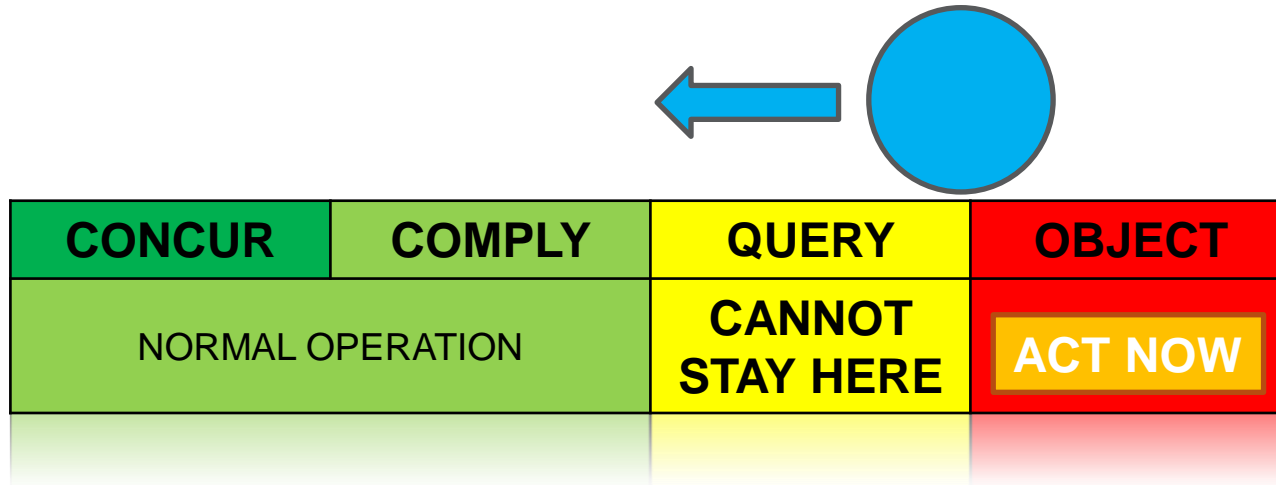 CONCUR COMPLY QUERY OBJECT
NORMAL OPERATION
CANNOT
STAY HERE
ACT NOW